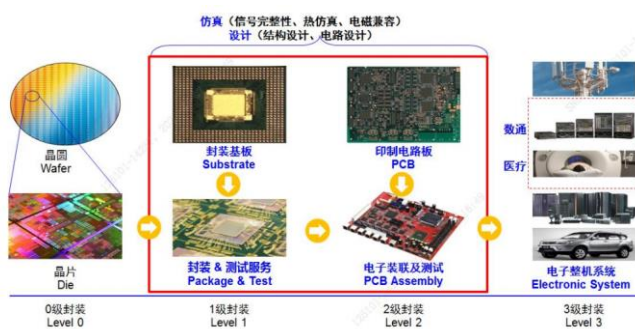 仿真（信号完整性、热仿真、电磁兼容）
设计（结构设计、电路设计）
晶圆
Wafer
封装基板
Substrate
印制电路板
PCB
数通
医疗
晶片
Die
封装 & 测试服务
Package & Test
电子装联及测试
PCB Assembly
电子整机系统
Electronic System
0级封装
Level 0
1级封装
Level 1
2级封装
Level 2
3级封装
Level 3